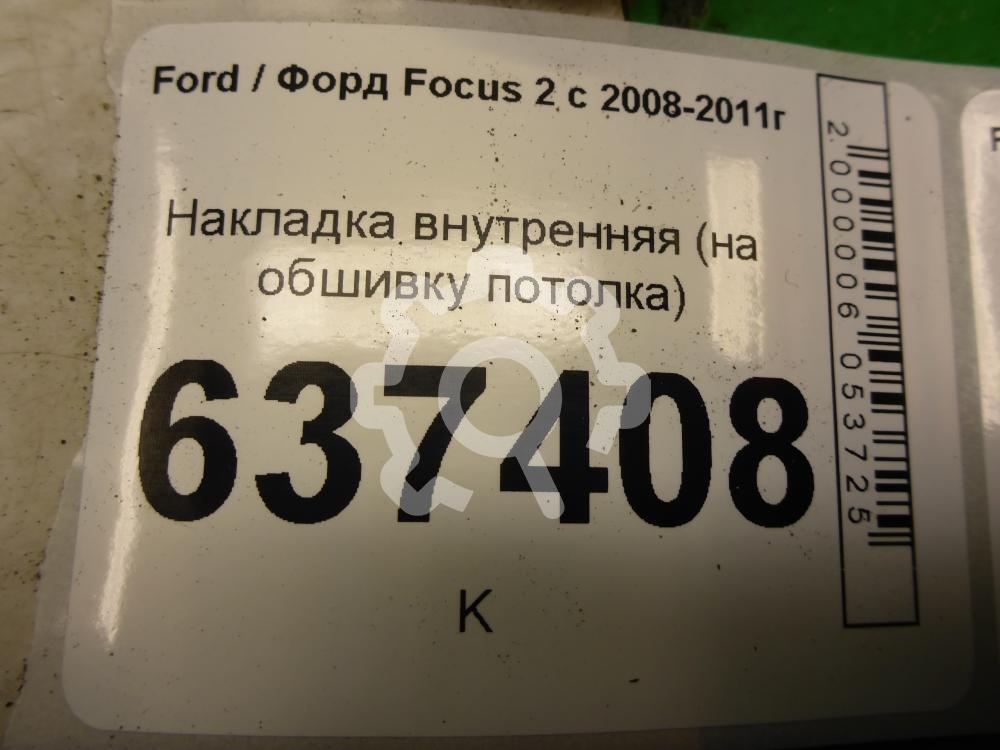 Ford / Форд Focus 2 с 2008-2011г
Накладка внутренняя (на
обшивку потолка)
637408
К
2000006053725